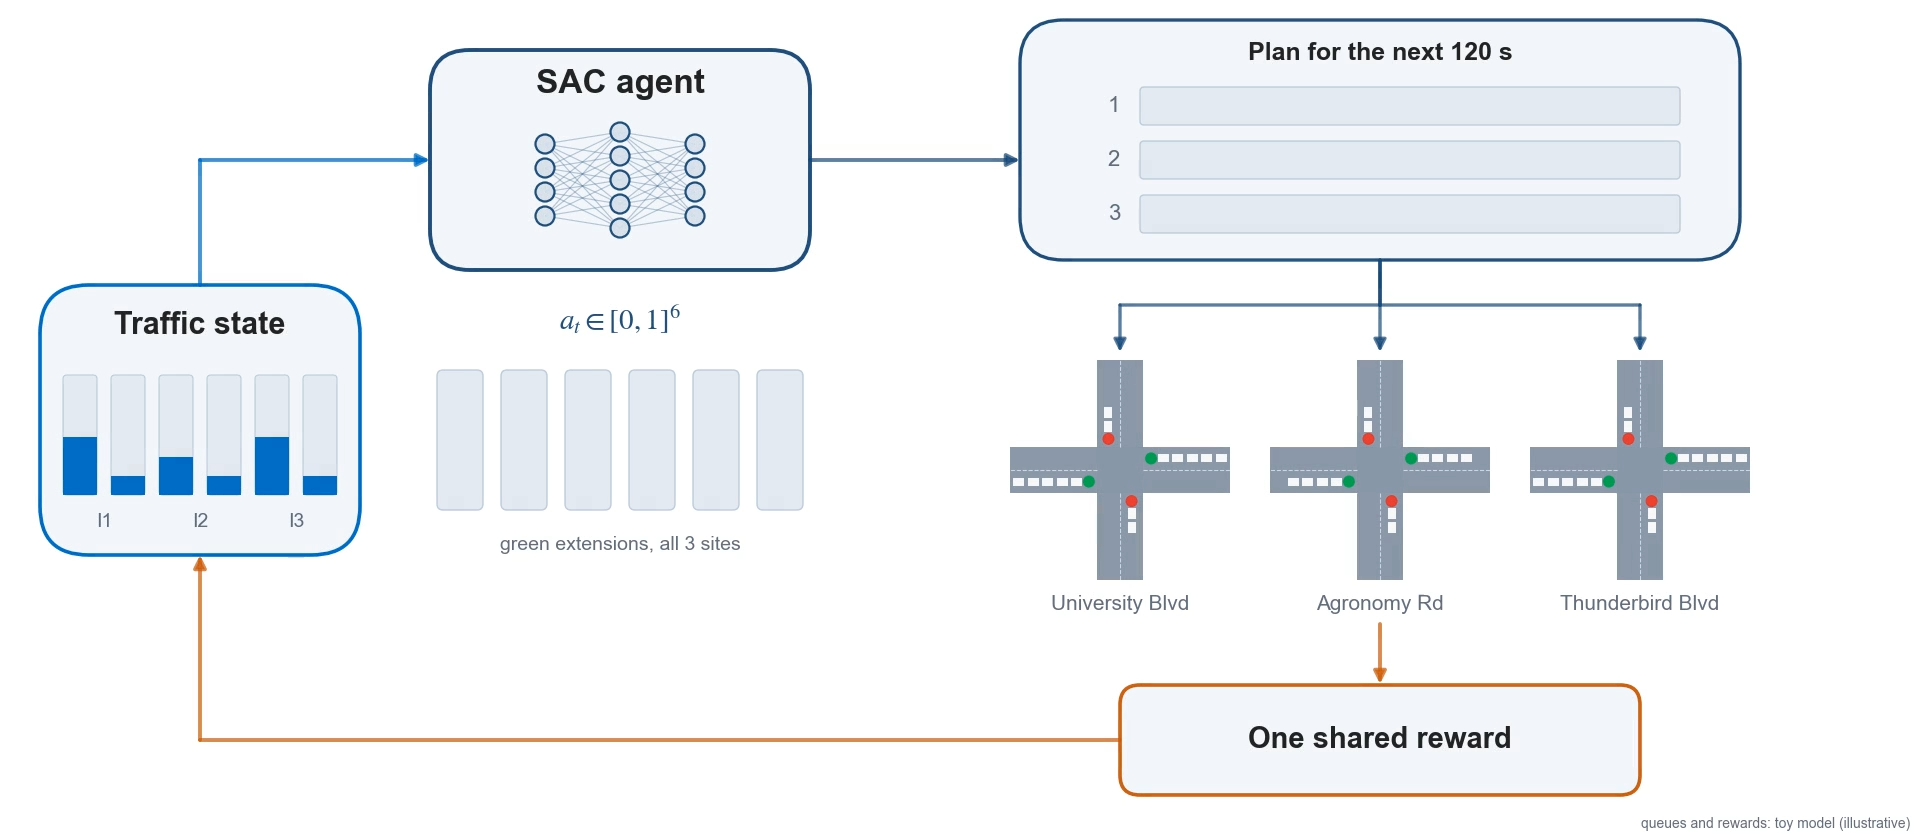 SAC agent
Plan for the next 120 s
1
2
3
Traffic state
I1 I2 I3
aₜ ∈ [0, 1]⁶
green extensions, all 3 sites
University Blvd
Agronomy Rd
Thunderbird Blvd
One shared reward
queues and rewards: toy model (illustrative)